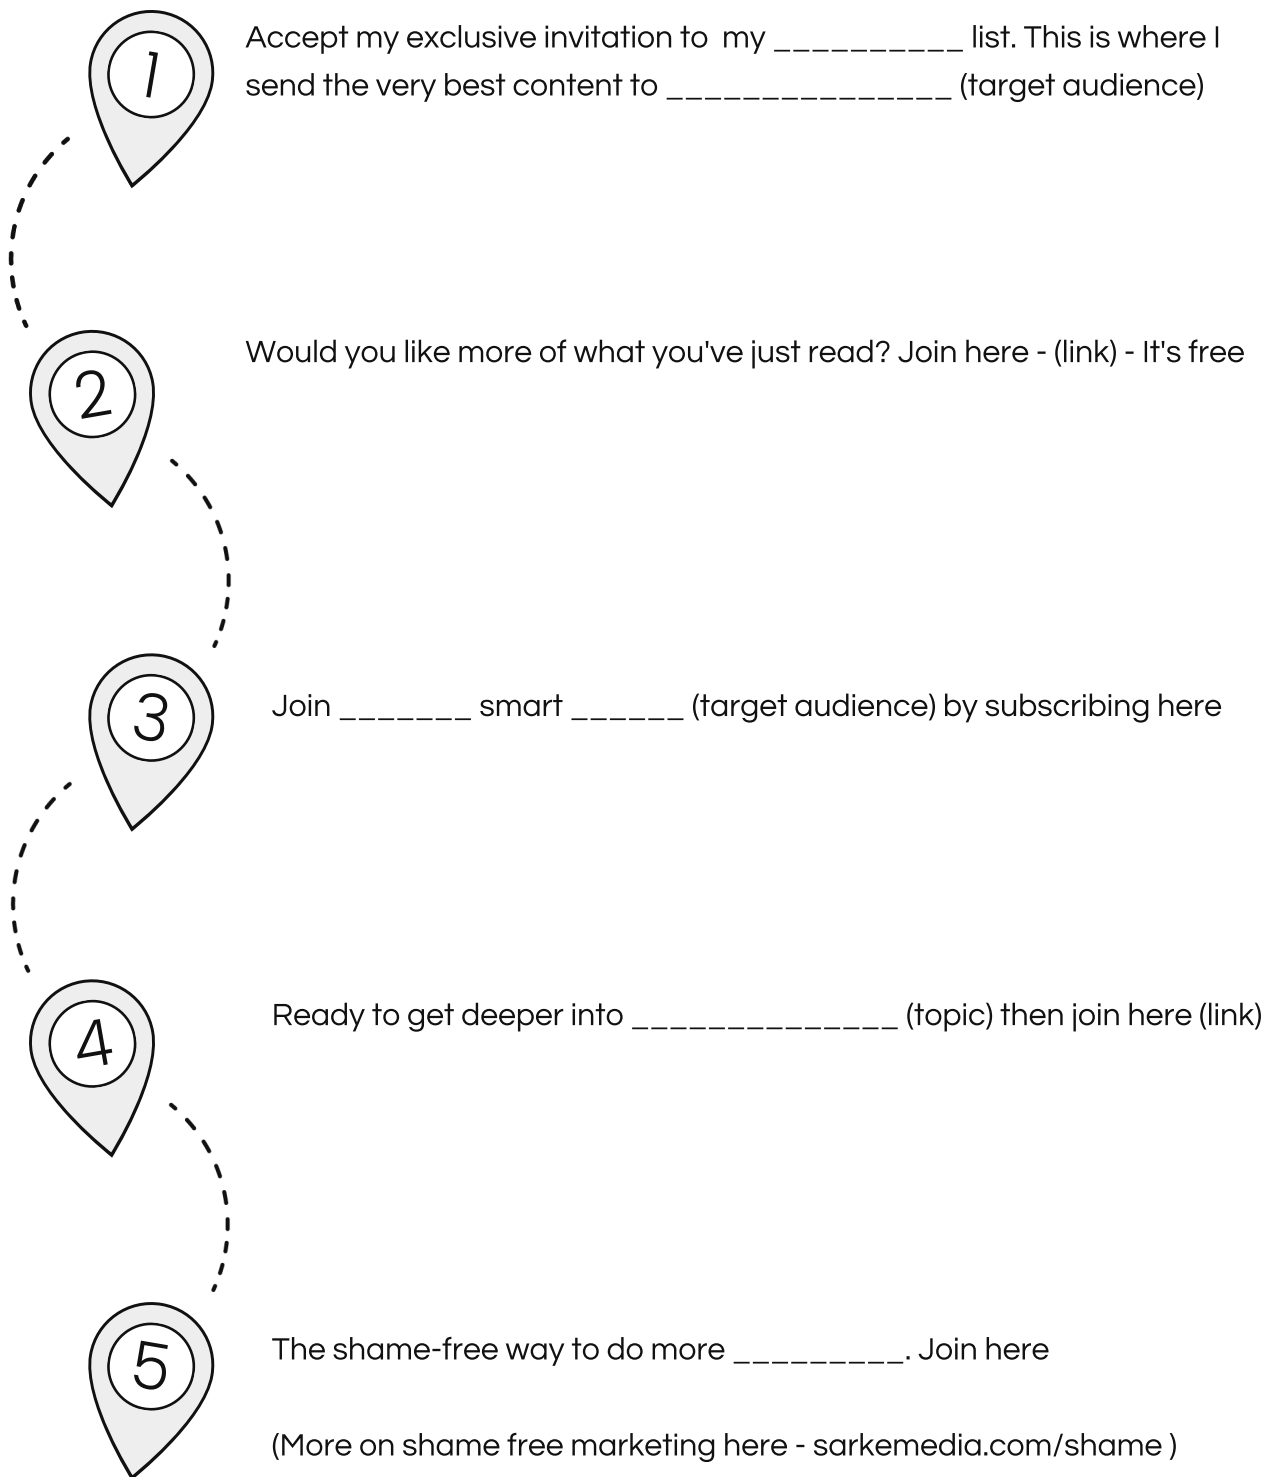 1
Accept my exclusive invitation to my __________ list. This is where I
send the very best content to _______________ (target audience)
2
Would you like more of what you've just read? Join here - (link) - It's free
3
Join _______ smart ______ (target audience) by subscribing here
4
Ready to get deeper into ______________ (topic) then join here (link)
5
The shame-free way to do more _________. Join here
(More on shame free marketing here - sarkemedia.com/shame )